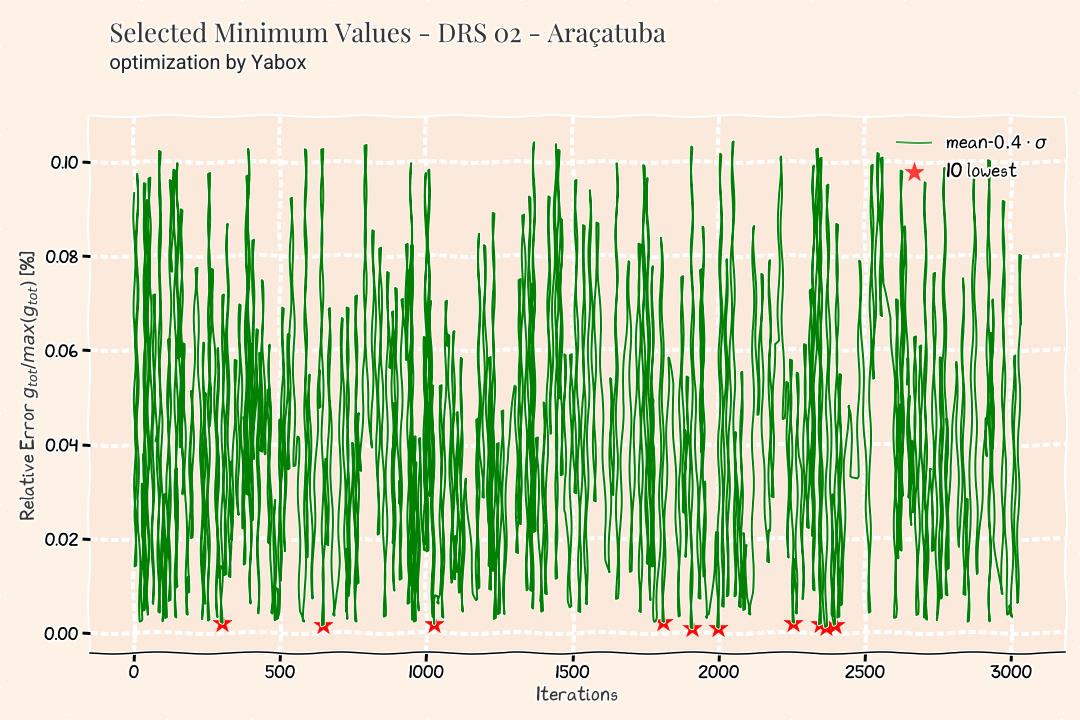 Selected Minimum Values - DRS 02 - Araçatuba
optimization by Yabox
mean-0.4 · σ
10 lowest
Relative Error g_tot/max(g_tot) [%]
0.10
0.08
0.06
0.04
0.02
0.00
0 500 1000 1500 2000 2500 3000
Iterations